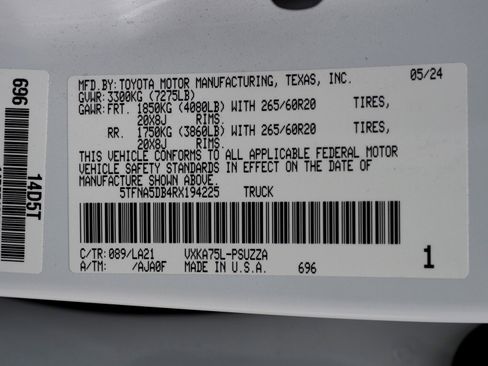 MFD. BY: TOYOTA MOTOR MANUFACTURING, TEXAS, INC. 05/24
GVWR: 3300KG (7275LB)
GAWR: FRT. 1850KG (4080LB) WITH 265/60R20 TIRES,
20X8J RIMS.
RR. 1750KG (3860LB) WITH 265/60R20 TIRES,
20X8J RIMS.
THIS VEHICLE CONFORMS TO ALL APPLICABLE FEDERAL MOTOR
VEHICLE SAFETY STANDARDS IN EFFECT ON THE DATE OF
MANUFACTURE SHOWN ABOVE.
5TFNA5DB4RX194225 TRUCK
C/TR: 089/LA21 VXKA75L-PSUZZA
A/TM: /AJA0F MADE IN U.S.A. 696
1
696
14D5T